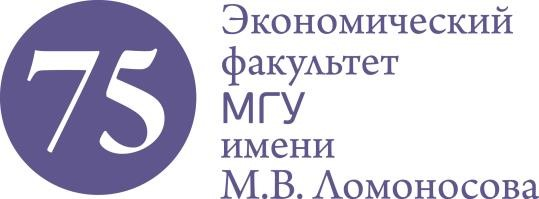 75
Экономический
факультет
МГУ
имени
М.В. Ломоносова